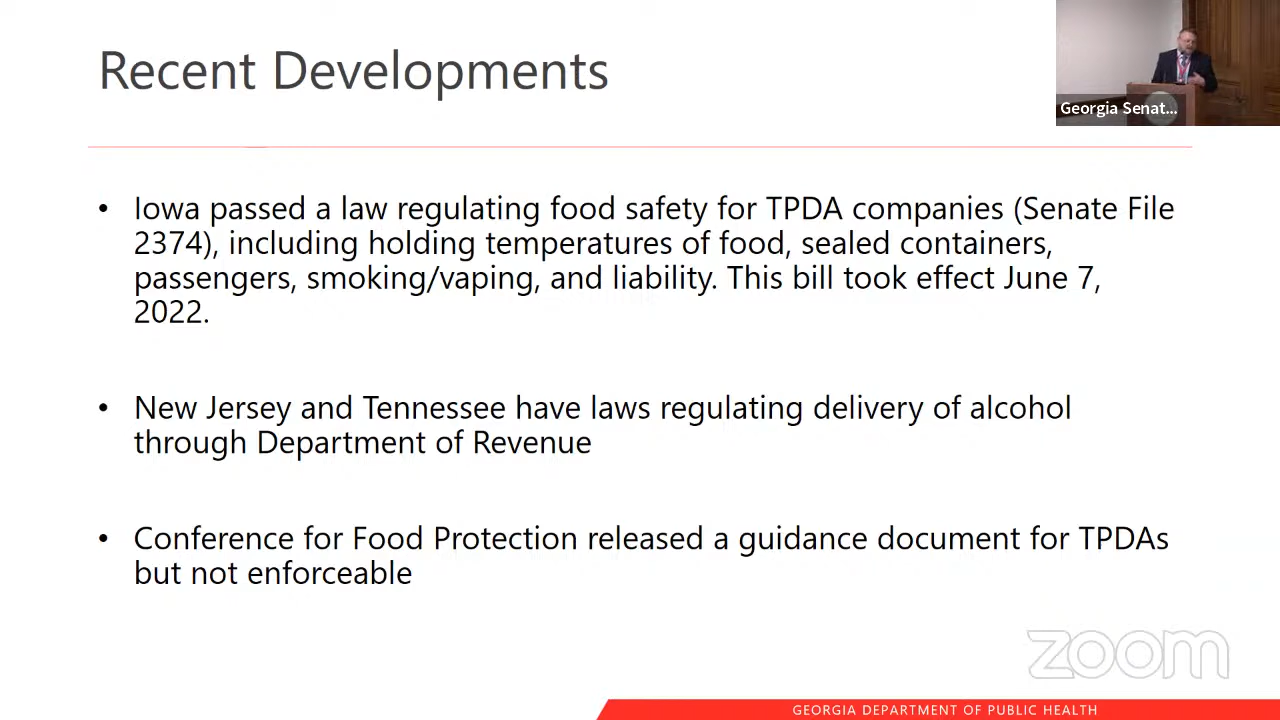 Recent Developments
Georgia Senat...
• Iowa passed a law regulating food safety for TPDA companies (Senate File
2374), including holding temperatures of food, sealed containers,
passengers, smoking/vaping, and liability. This bill took effect June 7,
2022.
• New Jersey and Tennessee have laws regulating delivery of alcohol
through Department of Revenue
• Conference for Food Protection released a guidance document for TPDAs
but not enforceable
zoom
GEORGIA DEPARTMENT OF PUBLIC HEALTH